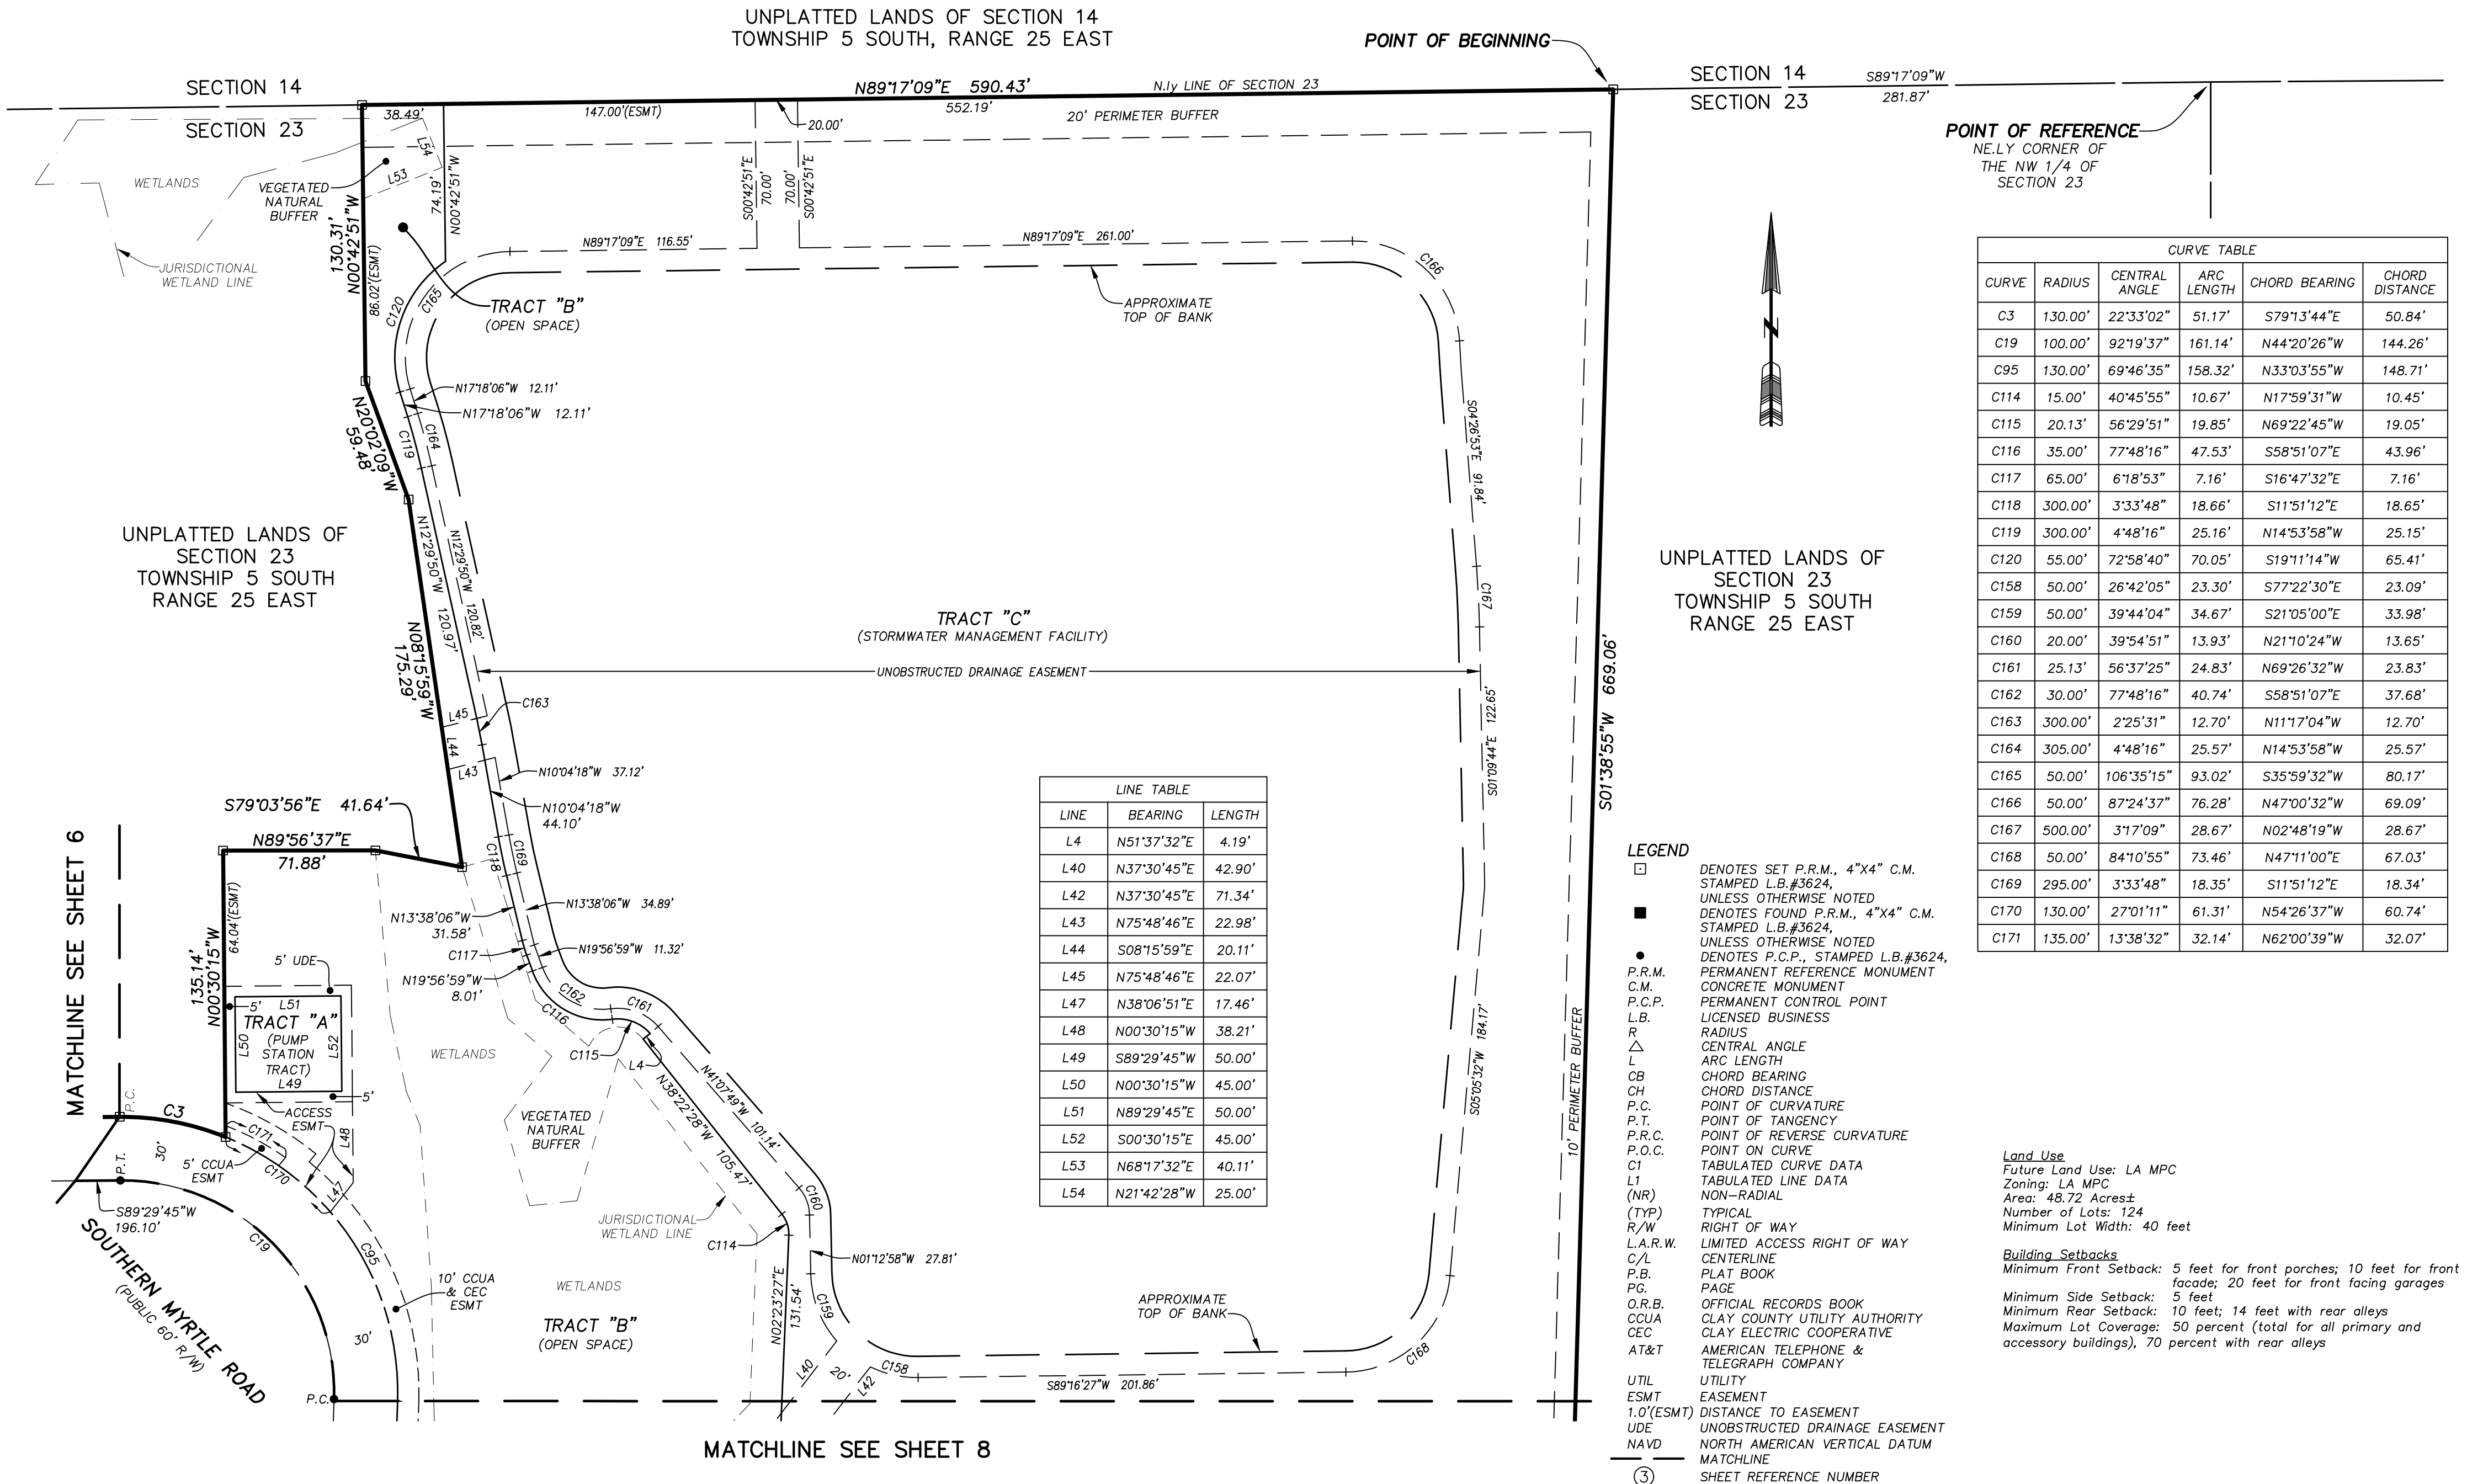 UNPLATTED LANDS OF SECTION 14
TOWNSHIP 5 SOUTH, RANGE 25 EAST
POINT OF BEGINNING
SECTION 14
SECTION 23
N89°17'09"E 590.43'
N.ly LINE OF SECTION 23
SECTION 14
SECTION 23
S89°17'09"W
281.87'
38.49'
147.00'(ESMT)
20.00'
552.19'
20' PERIMETER BUFFER
POINT OF REFERENCE
NE.LY CORNER OF
THE NW 1/4 OF
SECTION 23
WETLANDS
VEGETATED
NATURAL
BUFFER
L54
L53
74.19'
N00°42'51"W
S00°42'51"E
70.00'
70.00'
S00°42'51"E
130.31'
N00°42'51"W
86.02'(ESMT)
JURISDICTIONAL
WETLAND LINE
N89°17'09"E 116.55'
N89°17'09"E 261.00'
C166
C120
C165
TRACT "B"
(OPEN SPACE)
APPROXIMATE
TOP OF BANK
N17°18'06"W 12.11'
N17°18'06"W 12.11'
N20°02'09"W
59.48'
C119
C164
S04°26'53"E 91.84'
N12°29'50"W 120.97'
N12°29'50"W 120.82'
UNPLATTED LANDS OF
SECTION 23
TOWNSHIP 5 SOUTH
RANGE 25 EAST
UNPLATTED LANDS OF
SECTION 23
TOWNSHIP 5 SOUTH
RANGE 25 EAST
C167
TRACT "C"
(STORMWATER MANAGEMENT FACILITY)
UNOBSTRUCTED DRAINAGE EASEMENT
N08°15'59"W
175.29'
S01°38'55"W 669.06'
S01°09'44"E 122.65'
L45
C163
L44
L43
N10°04'18"W 37.12'
N10°04'18"W
44.10'
S79°03'56"E 41.64'
N89°56'37"E
71.88'
MATCHLINE SEE SHEET 6
C118
C169
64.04'(ESMT)
135.14'
N00°30'15"W
N13°38'06"W 34.89'
N13°38'06"W
31.58'
C117
N19°56'59"W 11.32'
N19°56'59"W
8.01'
5' UDE
5'
L51
TRACT "A"
(PUMP
STATION
TRACT)
L50
L52
L49
5'
C162
C161
C116
C115
L4
WETLANDS
P.C.
C3
ACCESS
ESMT
C171
L48
5' CCUA
ESMT
C170
L47
30'
P.T.
VEGETATED
NATURAL
BUFFER
N38°22'28"W 105.47'
N41°07'49"W 101.14'
S05°05'32"W 184.17'
10' PERIMETER BUFFER
S89°29'45"W
196.10'
SOUTHERN MYRTLE ROAD
(PUBLIC 60' R/W)
C19
C95
JURISDICTIONAL
WETLAND LINE
C160
C114
N01°12'58"W 27.81'
N02°23'27"E
131.54'
C159
WETLANDS
10' CCUA
& CEC
ESMT
30'
TRACT "B"
(OPEN SPACE)
APPROXIMATE
TOP OF BANK
C168
L40
20'
L42
C158
S89°16'27"W 201.86'
P.C.
MATCHLINE SEE SHEET 8
LINE TABLE
LINE BEARING LENGTH
L4 N51°37'32"E 4.19'
L40 N37°30'45"E 42.90'
L42 N37°30'45"E 71.34'
L43 N75°48'46"E 22.98'
L44 S08°15'59"E 20.11'
L45 N75°48'46"E 22.07'
L47 N38°06'51"E 17.46'
L48 N00°30'15"W 38.21'
L49 S89°29'45"W 50.00'
L50 N00°30'15"W 45.00'
L51 N89°29'45"E 50.00'
L52 S00°30'15"E 45.00'
L53 N68°17'32"E 40.11'
L54 N21°42'28"W 25.00'
N
CURVE TABLE
CURVE RADIUS CENTRAL ANGLE ARC LENGTH CHORD BEARING CHORD DISTANCE
C3 130.00' 22°33'02" 51.17' S79°13'44"E 50.84'
C19 100.00' 92°19'37" 161.14' N44°20'26"W 144.26'
C95 130.00' 69°46'35" 158.32' N33°03'55"W 148.71'
C114 15.00' 40°45'55" 10.67' N17°59'31"W 10.45'
C115 20.13' 56°29'51" 19.85' N69°22'45"W 19.05'
C116 35.00' 77°48'16" 47.53' S58°51'07"E 43.96'
C117 65.00' 6°18'53" 7.16' S16°47'32"E 7.16'
C118 300.00' 3°33'48" 18.66' S11°51'12"E 18.65'
C119 300.00' 4°48'16" 25.16' N14°53'58"W 25.15'
C120 55.00' 72°58'40" 70.05' S19°11'14"W 65.41'
C158 50.00' 26°42'05" 23.30' S77°22'30"E 23.09'
C159 50.00' 39°44'04" 34.67' S21°05'00"E 33.98'
C160 20.00' 39°54'51" 13.93' N21°10'24"W 13.65'
C161 25.13' 56°37'25" 24.83' N69°26'32"W 23.83'
C162 30.00' 77°48'16" 40.74' S58°51'07"E 37.68'
C163 300.00' 2°25'31" 12.70' N11°17'04"W 12.70'
C164 305.00' 4°48'16" 25.57' N14°53'58"W 25.57'
C165 50.00' 106°35'15" 93.02' S35°59'32"W 80.17'
C166 50.00' 87°24'37" 76.28' N47°00'32"W 69.09'
C167 500.00' 3°17'09" 28.67' N02°48'19"W 28.67'
C168 50.00' 84°10'55" 73.46' N47°11'00"E 67.03'
C169 295.00' 3°33'48" 18.35' S11°51'12"E 18.34'
C170 130.00' 27°01'11" 61.31' N54°26'37"W 60.74'
C171 135.00' 13°38'32" 32.14' N62°00'39"W 32.07'
LEGEND
DENOTES SET P.R.M., 4"X4" C.M.
STAMPED L.B.#3624,
UNLESS OTHERWISE NOTED
DENOTES FOUND P.R.M., 4"X4" C.M.
STAMPED L.B.#3624,
UNLESS OTHERWISE NOTED
DENOTES P.C.P., STAMPED L.B.#3624,
P.R.M. PERMANENT REFERENCE MONUMENT
C.M. CONCRETE MONUMENT
P.C.P. PERMANENT CONTROL POINT
L.B. LICENSED BUSINESS
R RADIUS
△ CENTRAL ANGLE
L ARC LENGTH
CB CHORD BEARING
CH CHORD DISTANCE
P.C. POINT OF CURVATURE
P.T. POINT OF TANGENCY
P.R.C. POINT OF REVERSE CURVATURE
P.O.C. POINT ON CURVE
C1 TABULATED CURVE DATA
L1 TABULATED LINE DATA
(NR) NON-RADIAL
(TYP) TYPICAL
R/W RIGHT OF WAY
L.A.R.W. LIMITED ACCESS RIGHT OF WAY
C/L CENTERLINE
P.B. PLAT BOOK
PG. PAGE
O.R.B. OFFICIAL RECORDS BOOK
CCUA CLAY COUNTY UTILITY AUTHORITY
CEC CLAY ELECTRIC COOPERATIVE
AT&T AMERICAN TELEPHONE &
TELEGRAPH COMPANY
UTIL UTILITY
ESMT EASEMENT
1.0'(ESMT) DISTANCE TO EASEMENT
UDE UNOBSTRUCTED DRAINAGE EASEMENT
NAVD NORTH AMERICAN VERTICAL DATUM
MATCHLINE
3 SHEET REFERENCE NUMBER
Land Use
Future Land Use: LA MPC
Zoning: LA MPC
Area: 48.72 Acres±
Number of Lots: 124
Minimum Lot Width: 40 feet
Building Setbacks
Minimum Front Setback: 5 feet for front porches; 10 feet for front
facade; 20 feet for front facing garages
Minimum Side Setback: 5 feet
Minimum Rear Setback: 10 feet; 14 feet with rear alleys
Maximum Lot Coverage: 50 percent (total for all primary and
accessory buildings), 70 percent with rear alleys